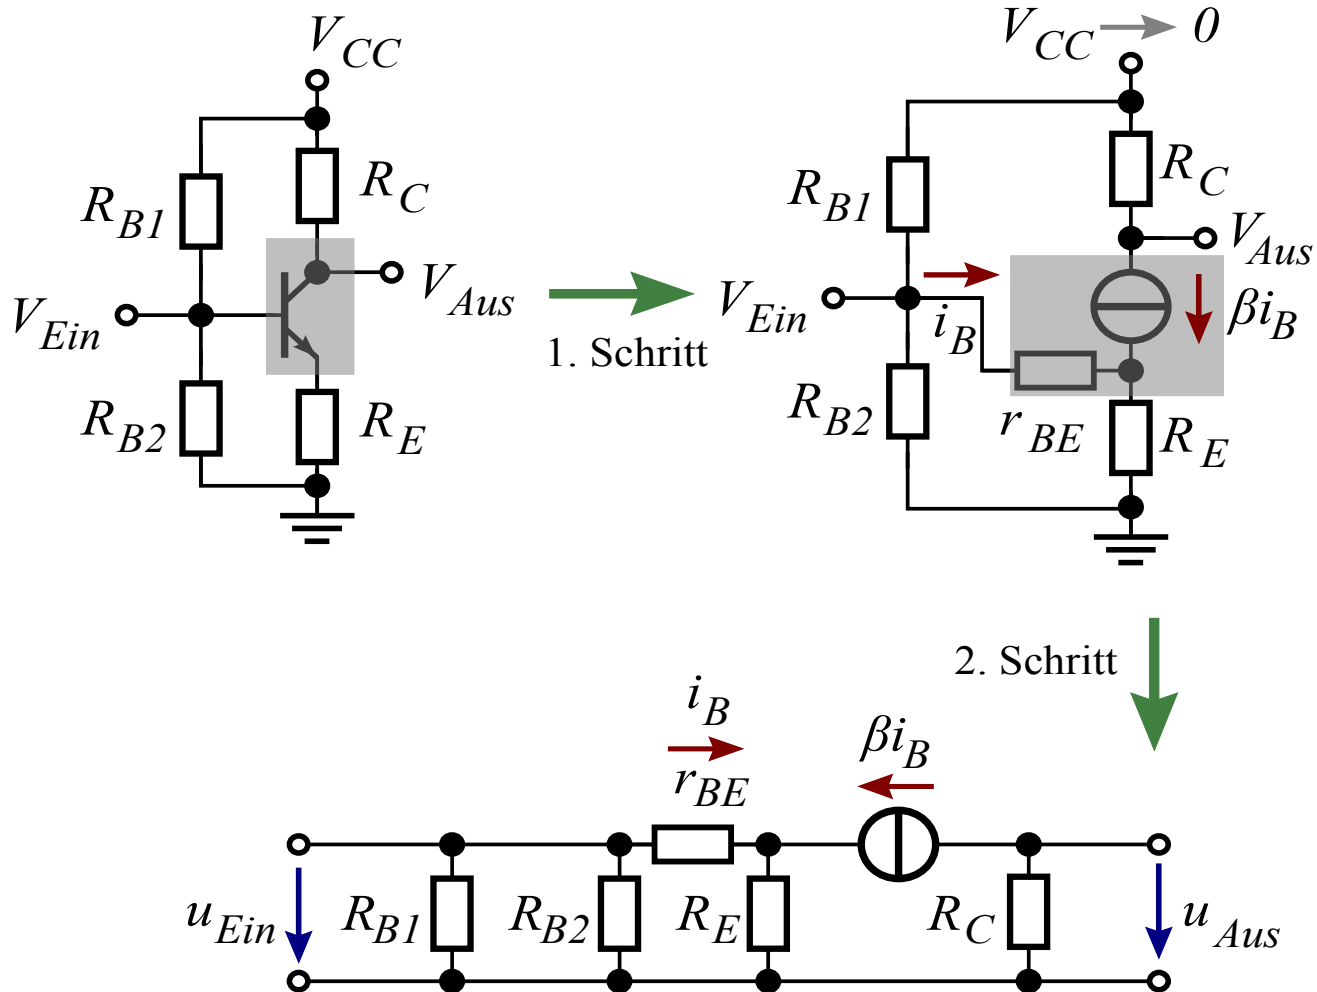 V_CC
R_B1
R_C
V_Ein
V_Aus
R_B2
R_E
1. Schritt
V_CC → 0
R_B1
R_C
V_Ein
V_Aus
i_B
βi_B
R_B2
r_BE
R_E
2. Schritt
i_B
βi_B
r_BE
u_Ein
R_B1
R_B2
R_E
R_C
u_Aus